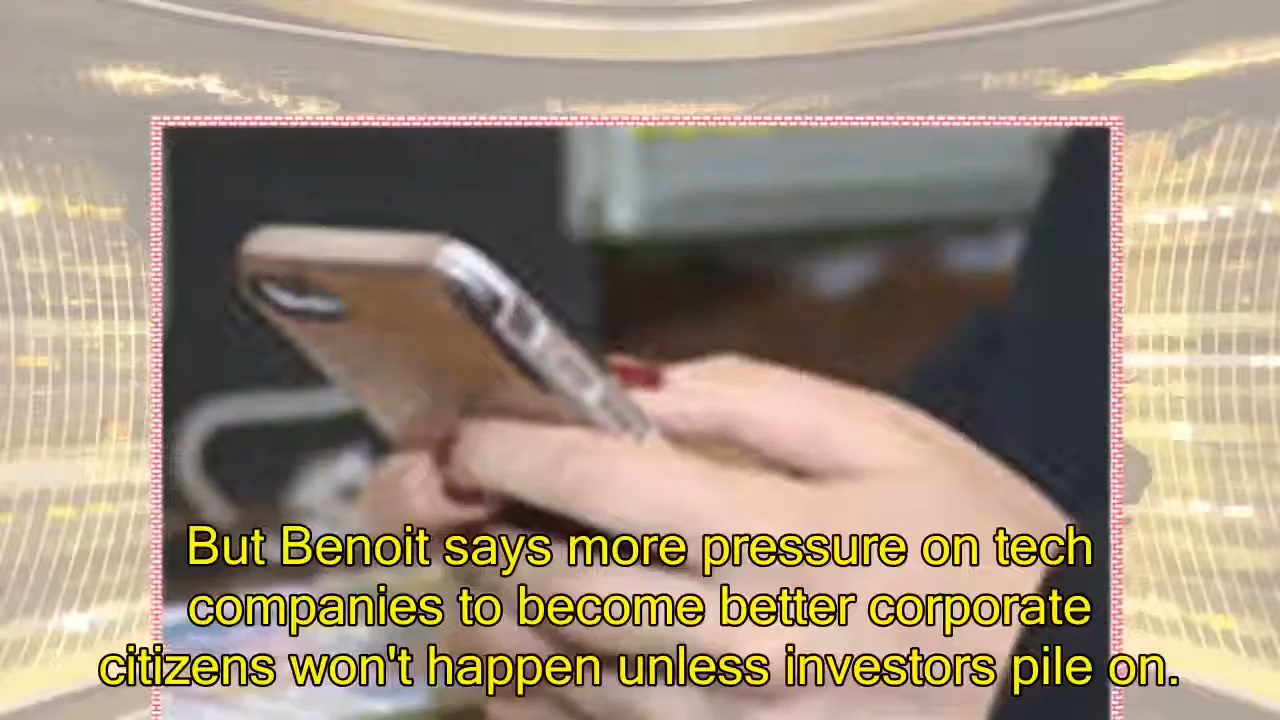 But Benoit says more pressure on tech
companies to become better corporate
citizens won't happen unless investors pile on.